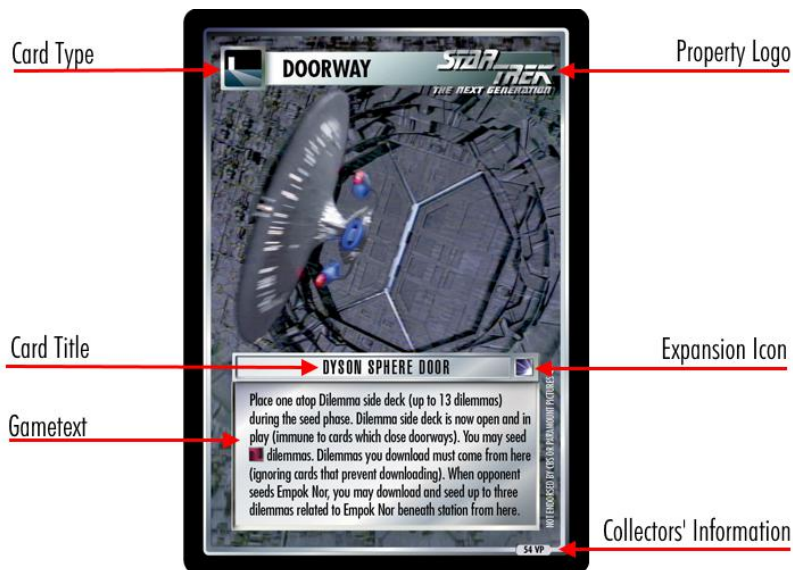 Card Type
DOORWAY
STAR TREK
THE NEXT GENERATION
Property Logo
Card Title
DYSON SPHERE DOOR
Expansion Icon
Gametext
Place one atop Dilemma side deck (up to 13 dilemmas)
during the seed phase. Dilemma side deck is now open and in
play (immune to cards which close doorways). You may seed
dilemmas. Dilemmas you download must come from here
(ignoring cards that prevent downloading). When opponent
seeds Empok Nor, you may download and seed up to three
dilemmas related to Empok Nor beneath station from here.
NOT ENDORSED BY CBS OR PARAMOUNT PICTURES
Collectors' Information
54 VP